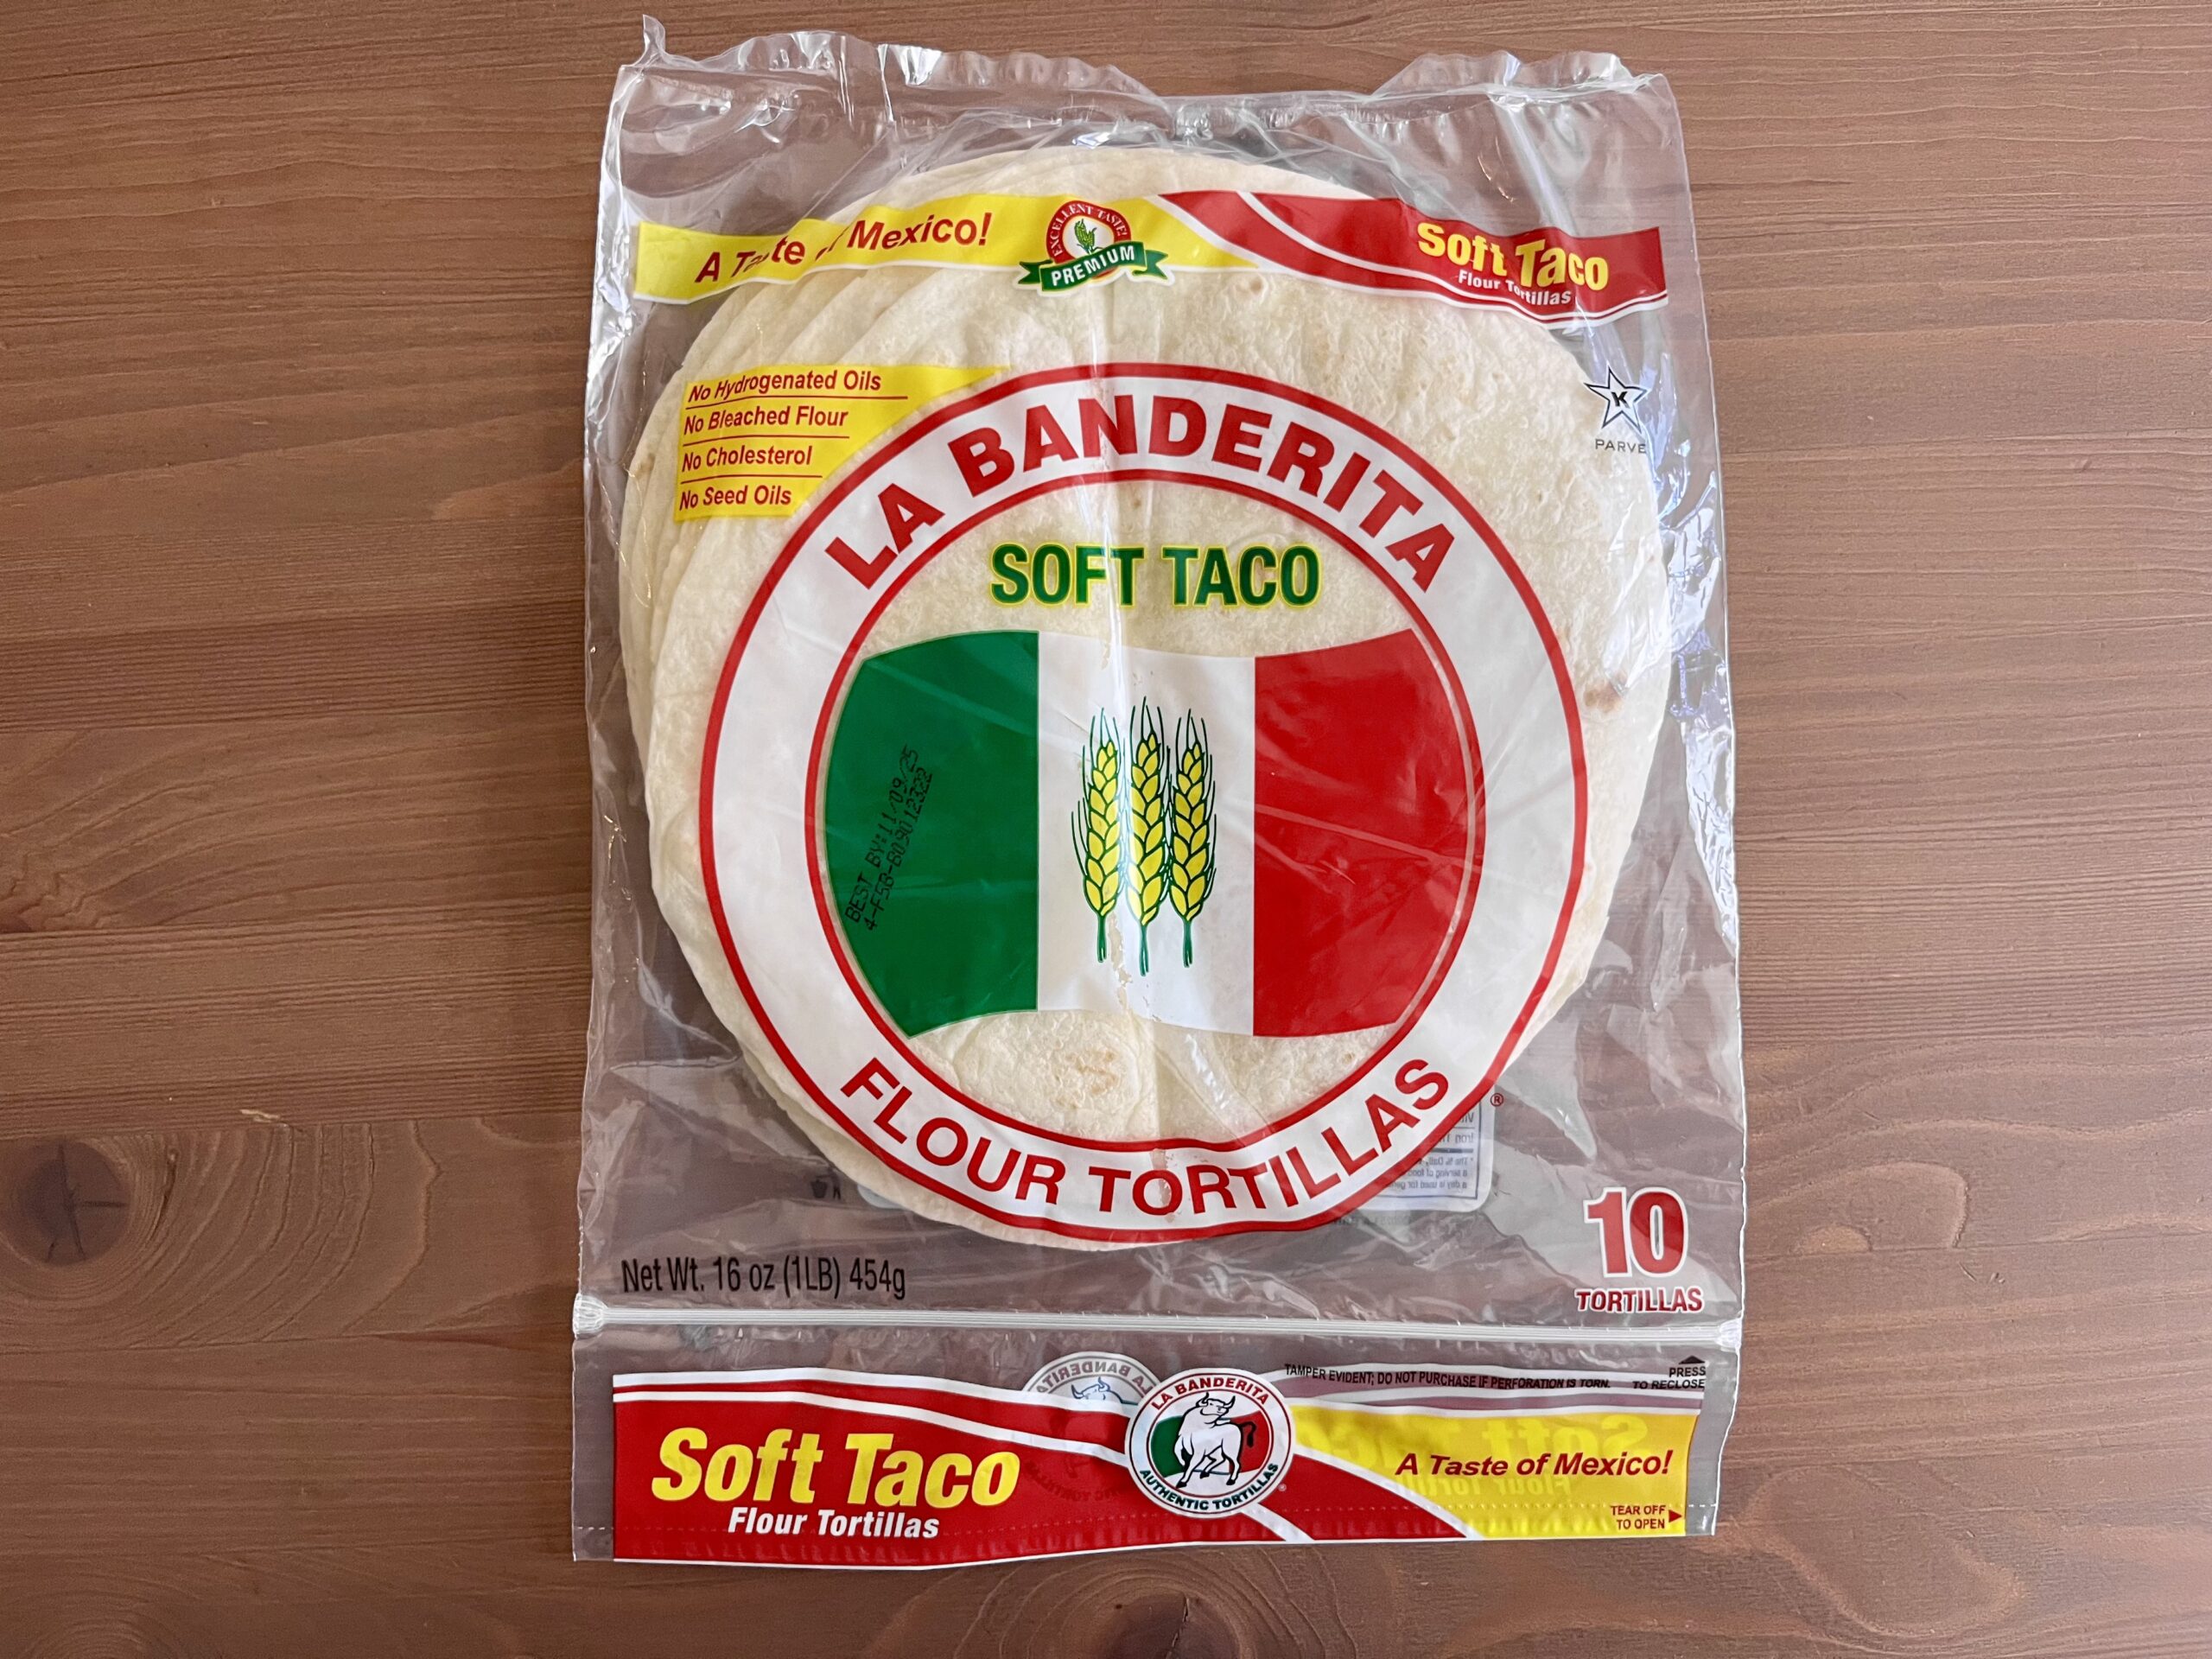 A Taste of Mexico!
EXCELLENT TASTE!
PREMIUM
Soft Taco
Flour Tortillas
No Hydrogenated Oils
No Bleached Flour
No Cholesterol
No Seed Oils
K
PARVE
LA BANDERITA
SOFT TACO
BEST BY:11/09/25
4-F5B-B09012322
FLOUR TORTILLAS
®
10
TORTILLAS
Net Wt. 16 oz (1LB) 454g
TAMPER EVIDENT; DO NOT PURCHASE IF PERFORATION IS TORN.
PRESS
TO RECLOSE
Soft Taco
Flour Tortillas
LA BANDERITA
AUTHENTIC TORTILLAS
®
A Taste of Mexico!
TEAR OFF
TO OPEN